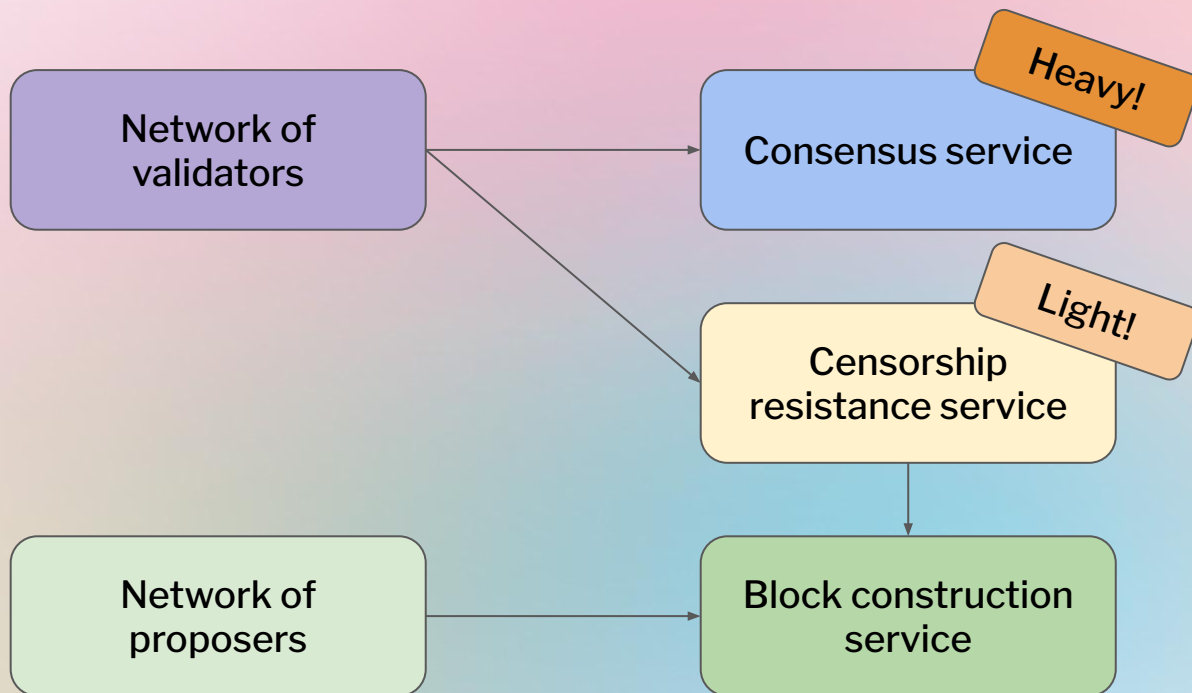 Network of
validators
Consensus service
Heavy!
Censorship
resistance service
Light!
Network of
proposers
Block construction
service